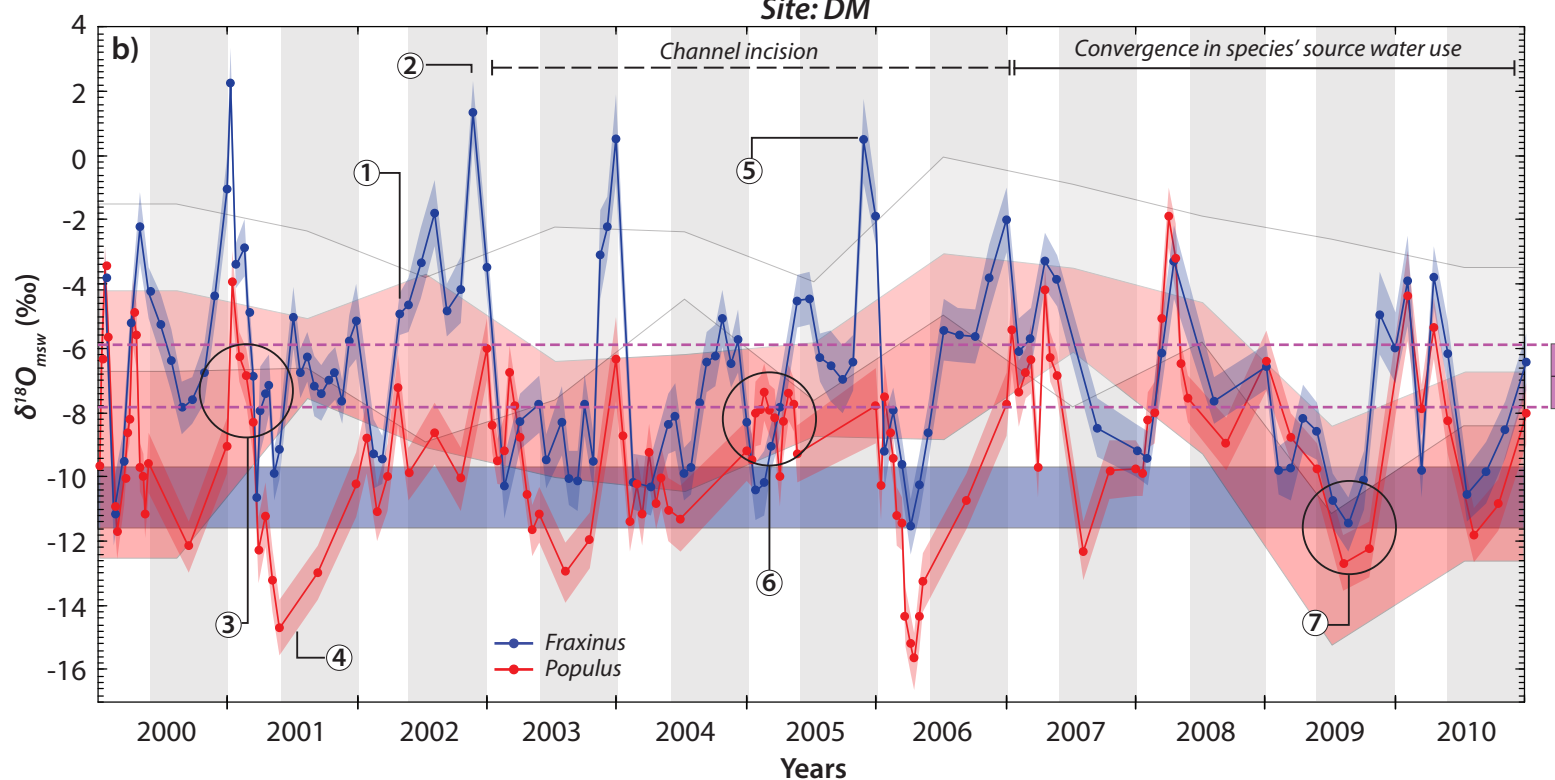 Site: DM
b)
Channel incision
Convergence in species' source water use
4
2
0
-2
-4
-6
-8
-10
-12
-14
-16
δ18Omsw (‰)
1
2
3
4
5
6
7
Fraxinus
Populus
2000 2001 2002 2003 2004 2005 2006 2007 2008 2009 2010
Years